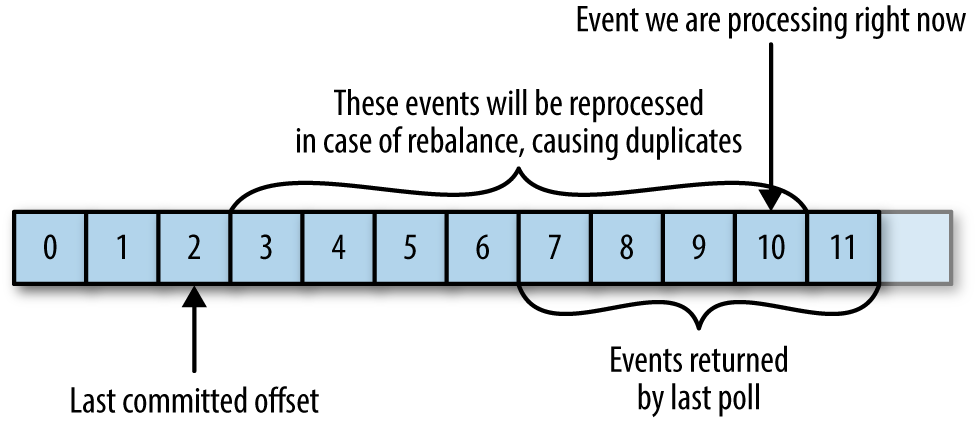 Event we are processing right now
These events will be reprocessed
in case of rebalance, causing duplicates
0 1 2 3 4 5 6 7 8 9 10 11
Last committed offset
Events returned
by last poll